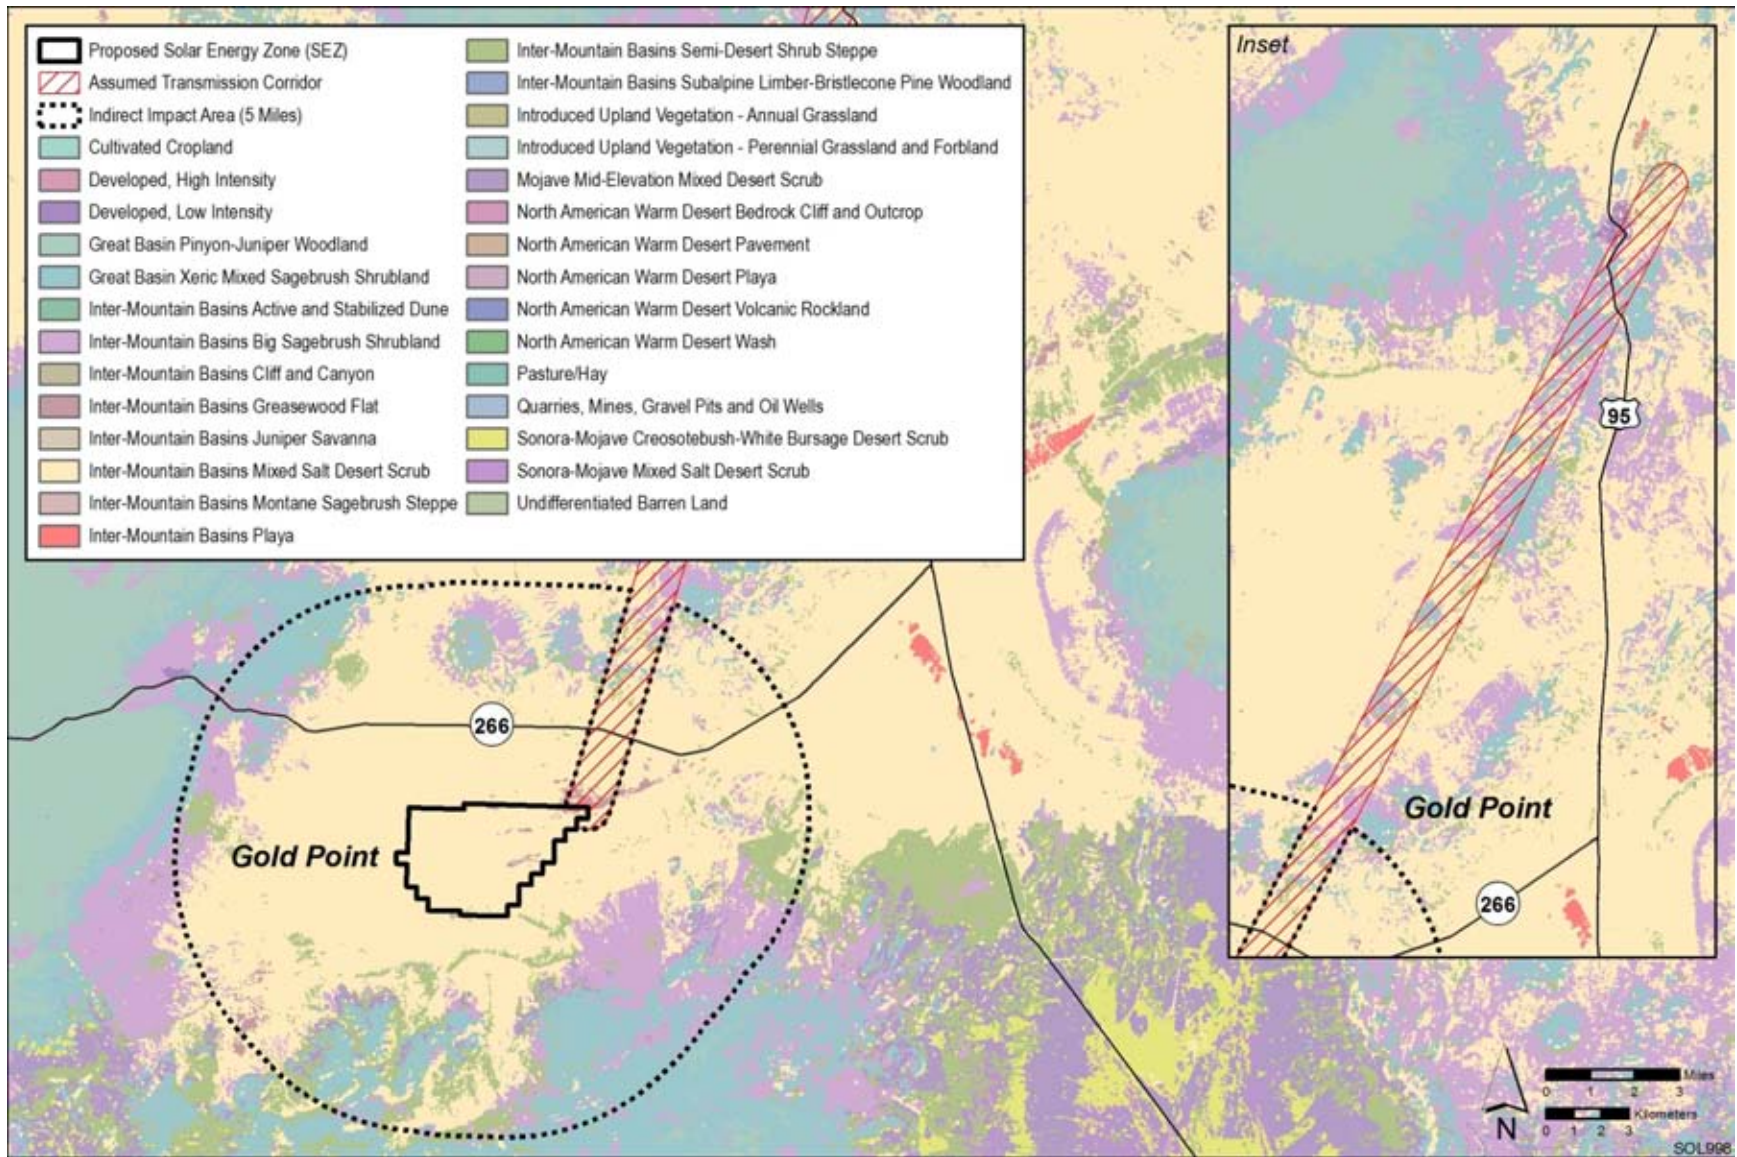 Proposed Solar Energy Zone (SEZ)
Assumed Transmission Corridor
Indirect Impact Area (5 Miles)
Cultivated Cropland
Developed, High Intensity
Developed, Low Intensity
Great Basin Pinyon-Juniper Woodland
Great Basin Xeric Mixed Sagebrush Shrubland
Inter-Mountain Basins Active and Stabilized Dune
Inter-Mountain Basins Big Sagebrush Shrubland
Inter-Mountain Basins Cliff and Canyon
Inter-Mountain Basins Greasewood Flat
Inter-Mountain Basins Juniper Savanna
Inter-Mountain Basins Mixed Salt Desert Scrub
Inter-Mountain Basins Montane Sagebrush Steppe
Inter-Mountain Basins Playa
Inter-Mountain Basins Semi-Desert Shrub Steppe
Inter-Mountain Basins Subalpine Limber-Bristlecone Pine Woodland
Introduced Upland Vegetation - Annual Grassland
Introduced Upland Vegetation - Perennial Grassland and Forbland
Mojave Mid-Elevation Mixed Desert Scrub
North American Warm Desert Bedrock Cliff and Outcrop
North American Warm Desert Pavement
North American Warm Desert Playa
North American Warm Desert Volcanic Rockland
North American Warm Desert Wash
Pasture/Hay
Quarries, Mines, Gravel Pits and Oil Wells
Sonora-Mojave Creosotebush-White Bursage Desert Scrub
Sonora-Mojave Mixed Salt Desert Scrub
Undifferentiated Barren Land
Inset
95
Gold Point
266
266
Gold Point
Miles
0 1 2 3
Kilometers
0 1 2 3
N
SOL998